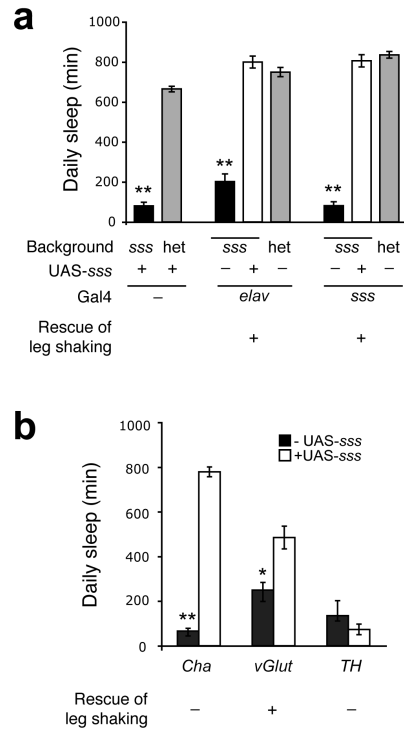 a
Daily sleep (min)
1000
800
600
400
200
0
** ** **
Background sss het sss het sss het
UAS-sss + + – + – – + –
Gal4 – elav sss
Rescue of
leg shaking + +
b
Daily sleep (min)
1000
800
600
400
200
0
- UAS-sss
+UAS-sss
** *
Cha vGlut TH
Rescue of
leg shaking – + –